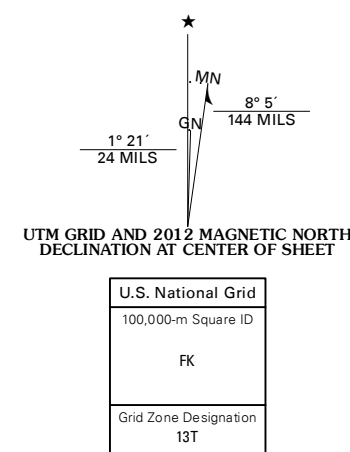 ★
MN
8° 5´
144 MILS
GN
1° 21´
24 MILS
UTM GRID AND 2012 MAGNETIC NORTH
DECLINATION AT CENTER OF SHEET
U.S. National Grid
100,000-m Square ID
FK
Grid Zone Designation
13T